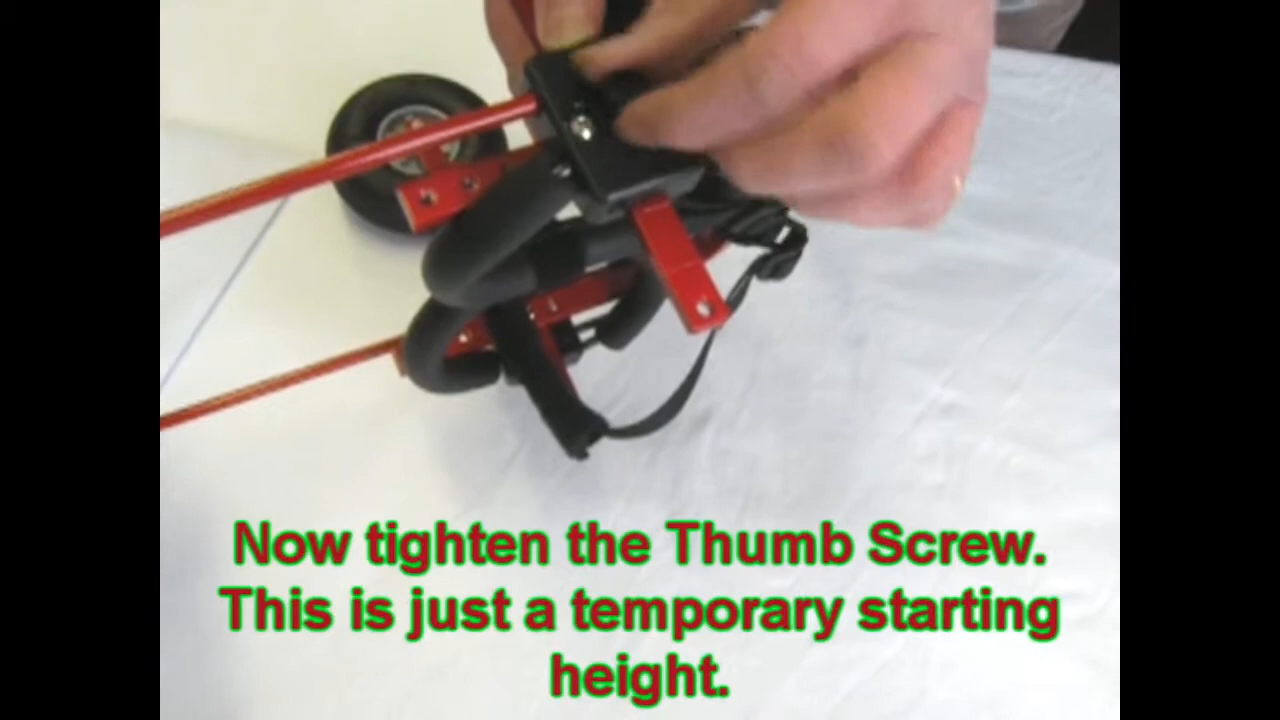 Now tighten the Thumb Screw.
This is just a temporary starting
height.